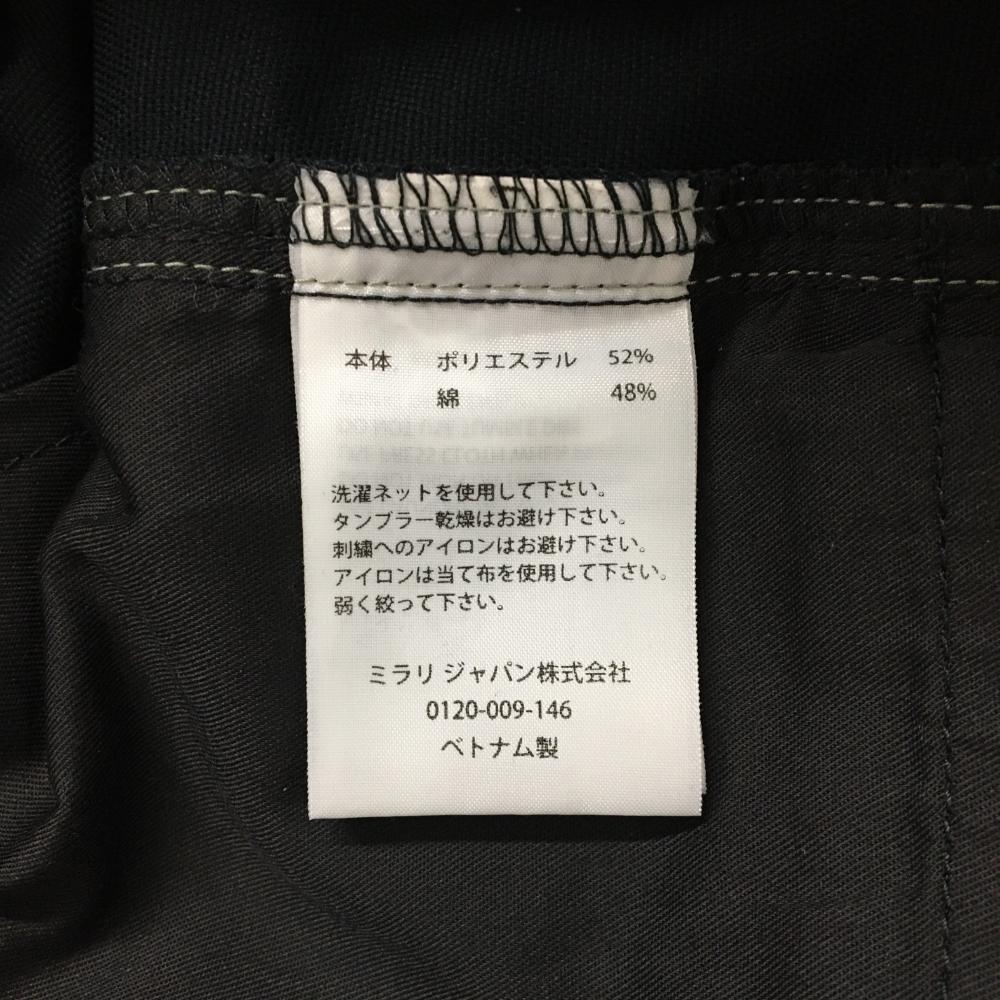 本体 ポリエステル 52%
綿 48%
洗濯ネットを使用して下さい。
タンブラー乾燥はお避け下さい。
刺繍へのアイロンはお避け下さい。
アイロンは当て布を使用して下さい。
弱く絞って下さい。
ミラリ ジャパン株式会社
0120-009-146
ベトナム製